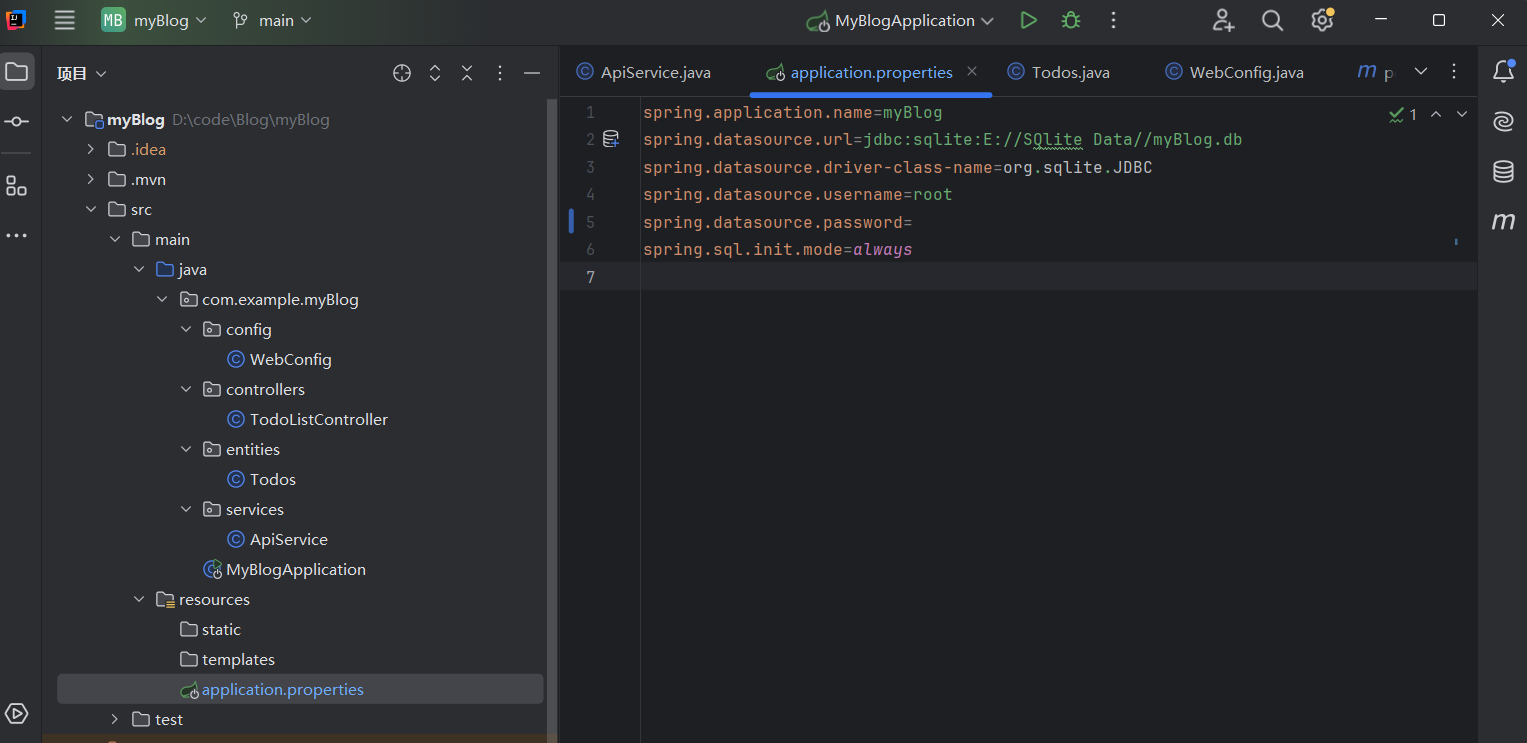 MB myBlog main MyBlogApplication
项目
myBlog D:\code\Blog\myBlog
.idea
.mvn
src
main
java
com.example.myBlog
config
WebConfig
controllers
TodoListController
entities
Todos
services
ApiService
MyBlogApplication
resources
static
templates
application.properties
test
ApiService.java application.properties Todos.java WebConfig.java m p
1 spring.application.name=myBlog
2 spring.datasource.url=jdbc:sqlite:E://SQlite Data//myBlog.db
3 spring.datasource.driver-class-name=org.sqlite.JDBC
4 spring.datasource.username=root
5 spring.datasource.password=
6 spring.sql.init.mode=always
7
1
m